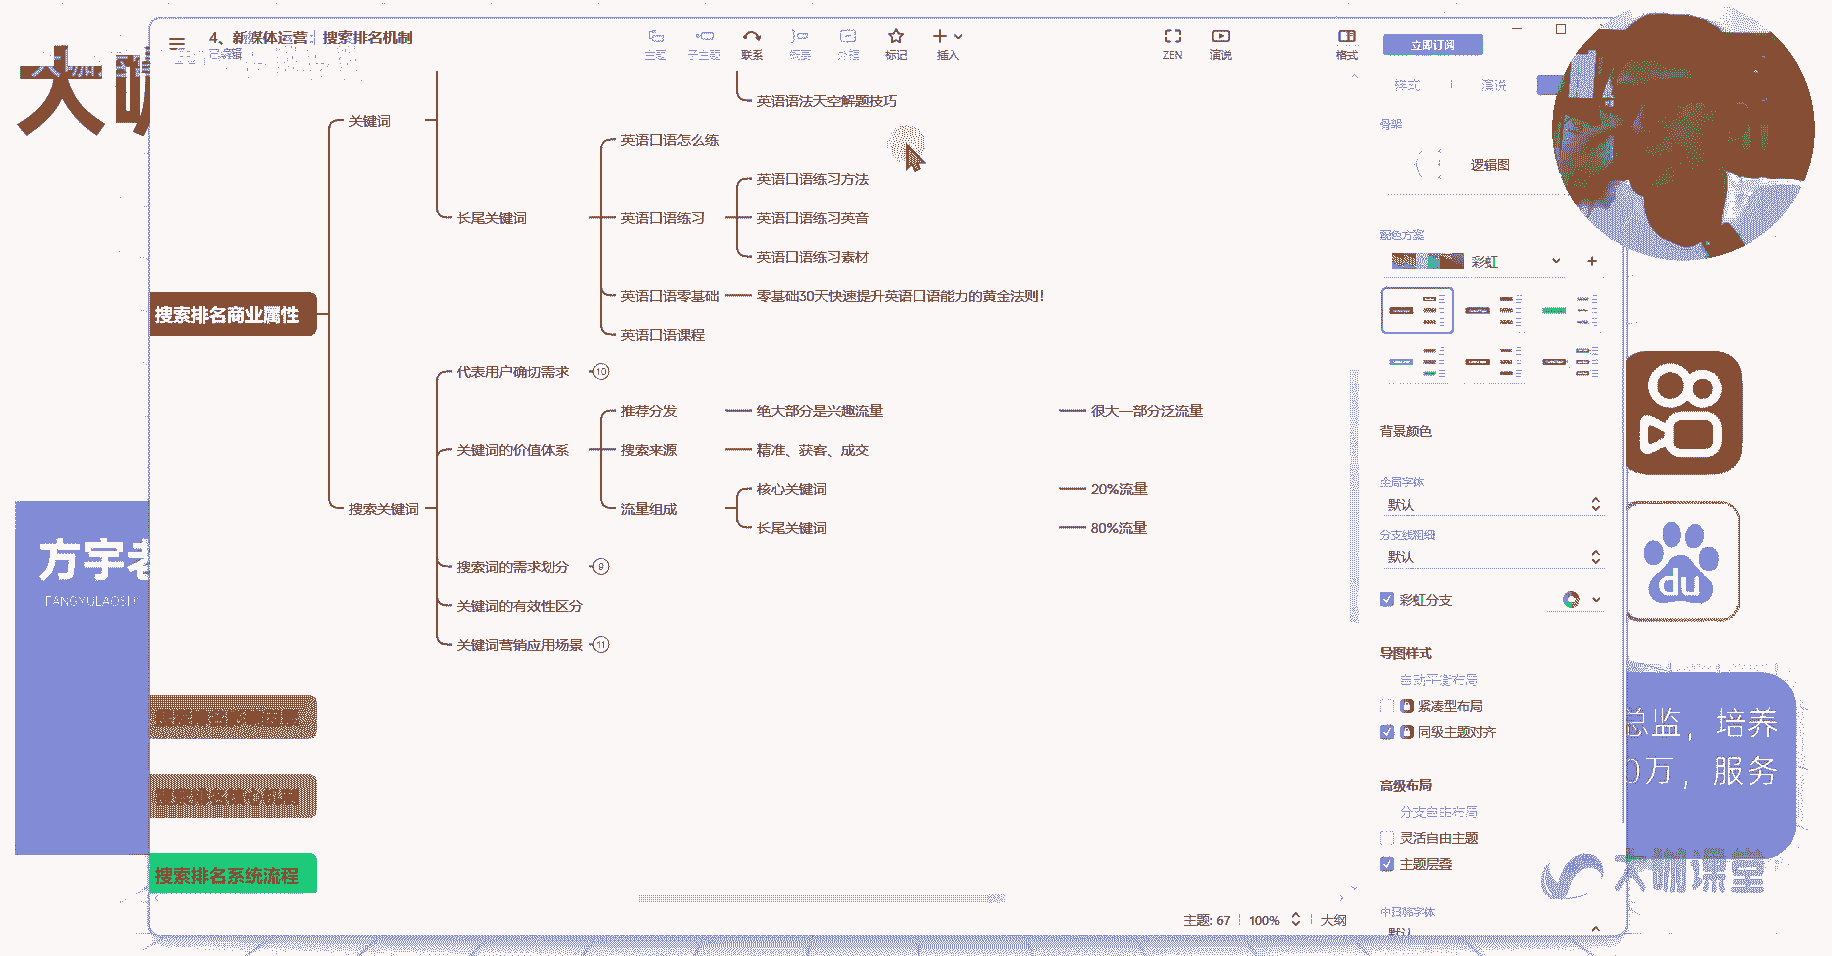 4、新媒体运营 | 搜索排名机制
已编辑
主题
子主题
联系
概要
外框
标记
插入
ZEN
演说
格式
立即订阅
样式
演说
英语语法天空解题技巧
关键词
英语口语怎么练
英语口语练习方法
长尾关键词
英语口语练习
英语口语练习英音
英语口语练习素材
搜索排名商业属性
英语口语零基础
零基础30天快速提升英语口语能力的黄金法则!
英语口语课程
代表用户确切需求
10
推荐分发
绝大部分是兴趣流量
很大一部分泛流量
关键词的价值体系
搜索来源
精准、获客、成交
核心关键词
20%流量
搜索关键词
流量组成
长尾关键词
80%流量
搜索词的需求划分
9
关键词的有效性区分
关键词营销应用场景
11
搜索排名系统流程
骨架
逻辑图
配色方案
彩虹
背景颜色
全局字体
默认
分支线粗细
默认
彩虹分支
导图样式
自动平衡布局
紧凑型布局
同级主题对齐
高级布局
分支自由布局
灵活自由主题
主题层叠
中日韩字体
默认
主题: 67
100%
大纲
方宇老
FANGYULAOSHI
du
总监，培养
0万，服务
大咖课堂